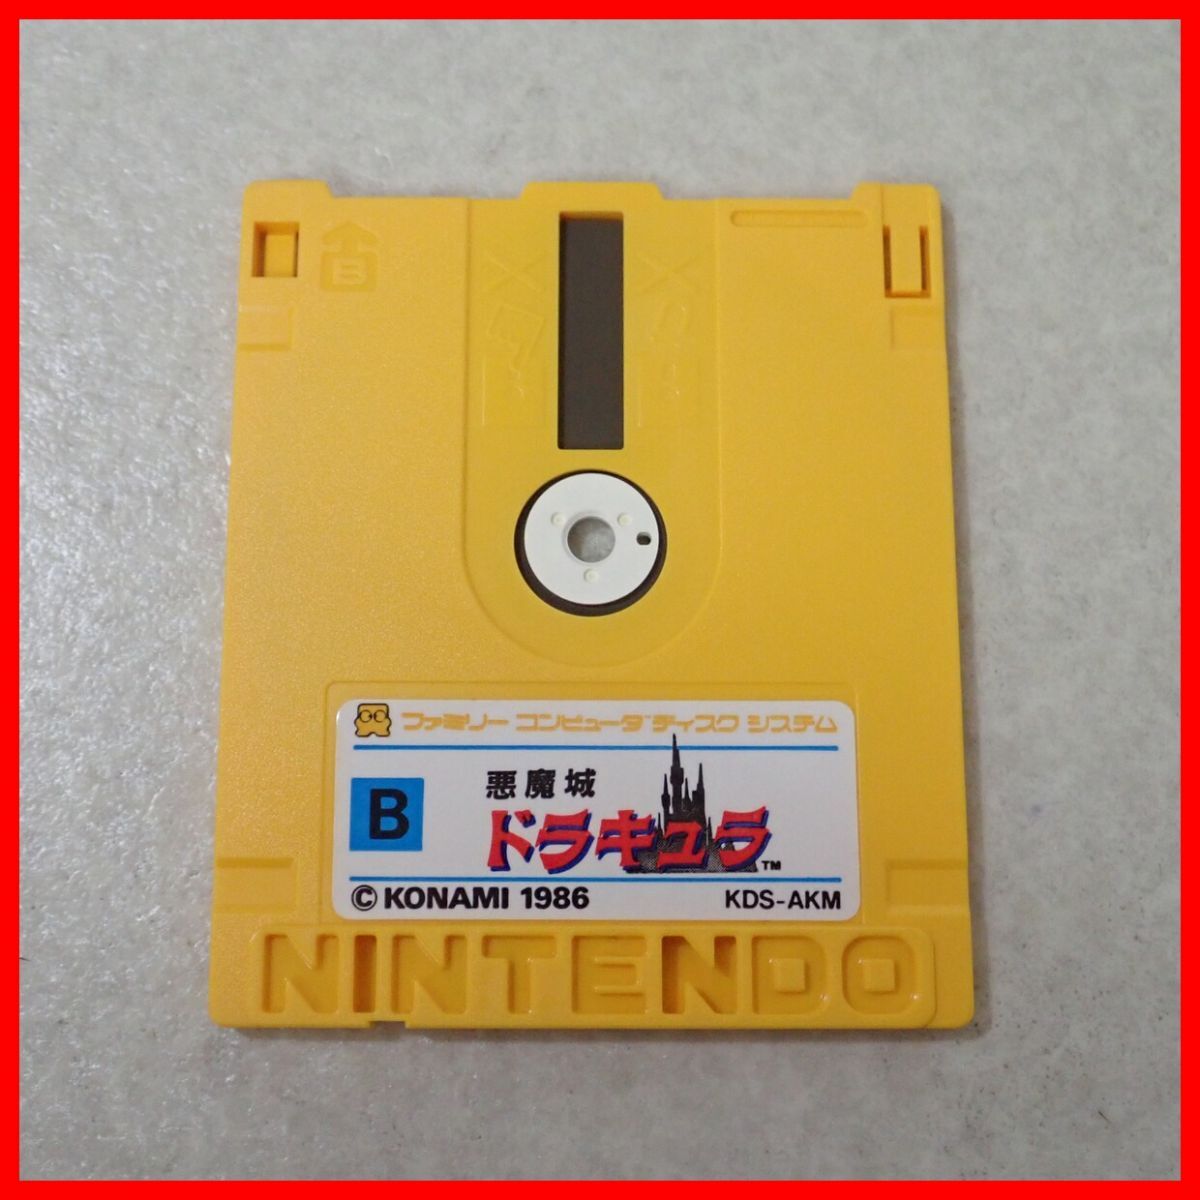 B
ファミリー コンピュータ ディスク システム
B
悪魔城
ドラキュラ™
© KONAMI 1986
KDS-AKM
NINTENDO